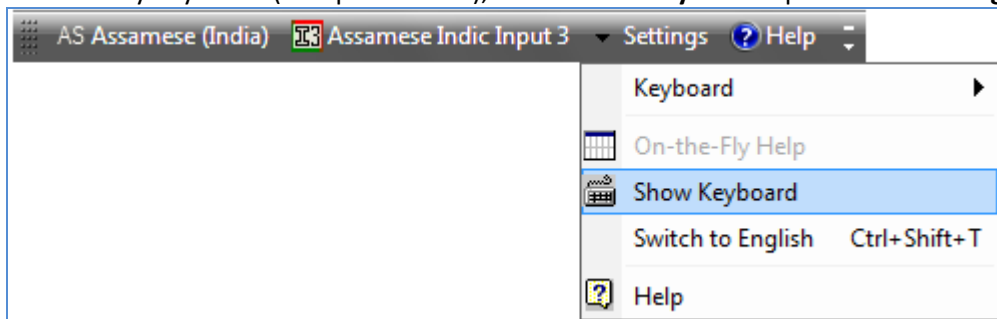 AS Assamese (India) I3 Assamese Indic Input 3 Settings ? Help
Keyboard
On-the-Fly Help
Show Keyboard
Switch to English Ctrl+Shift+T
? Help